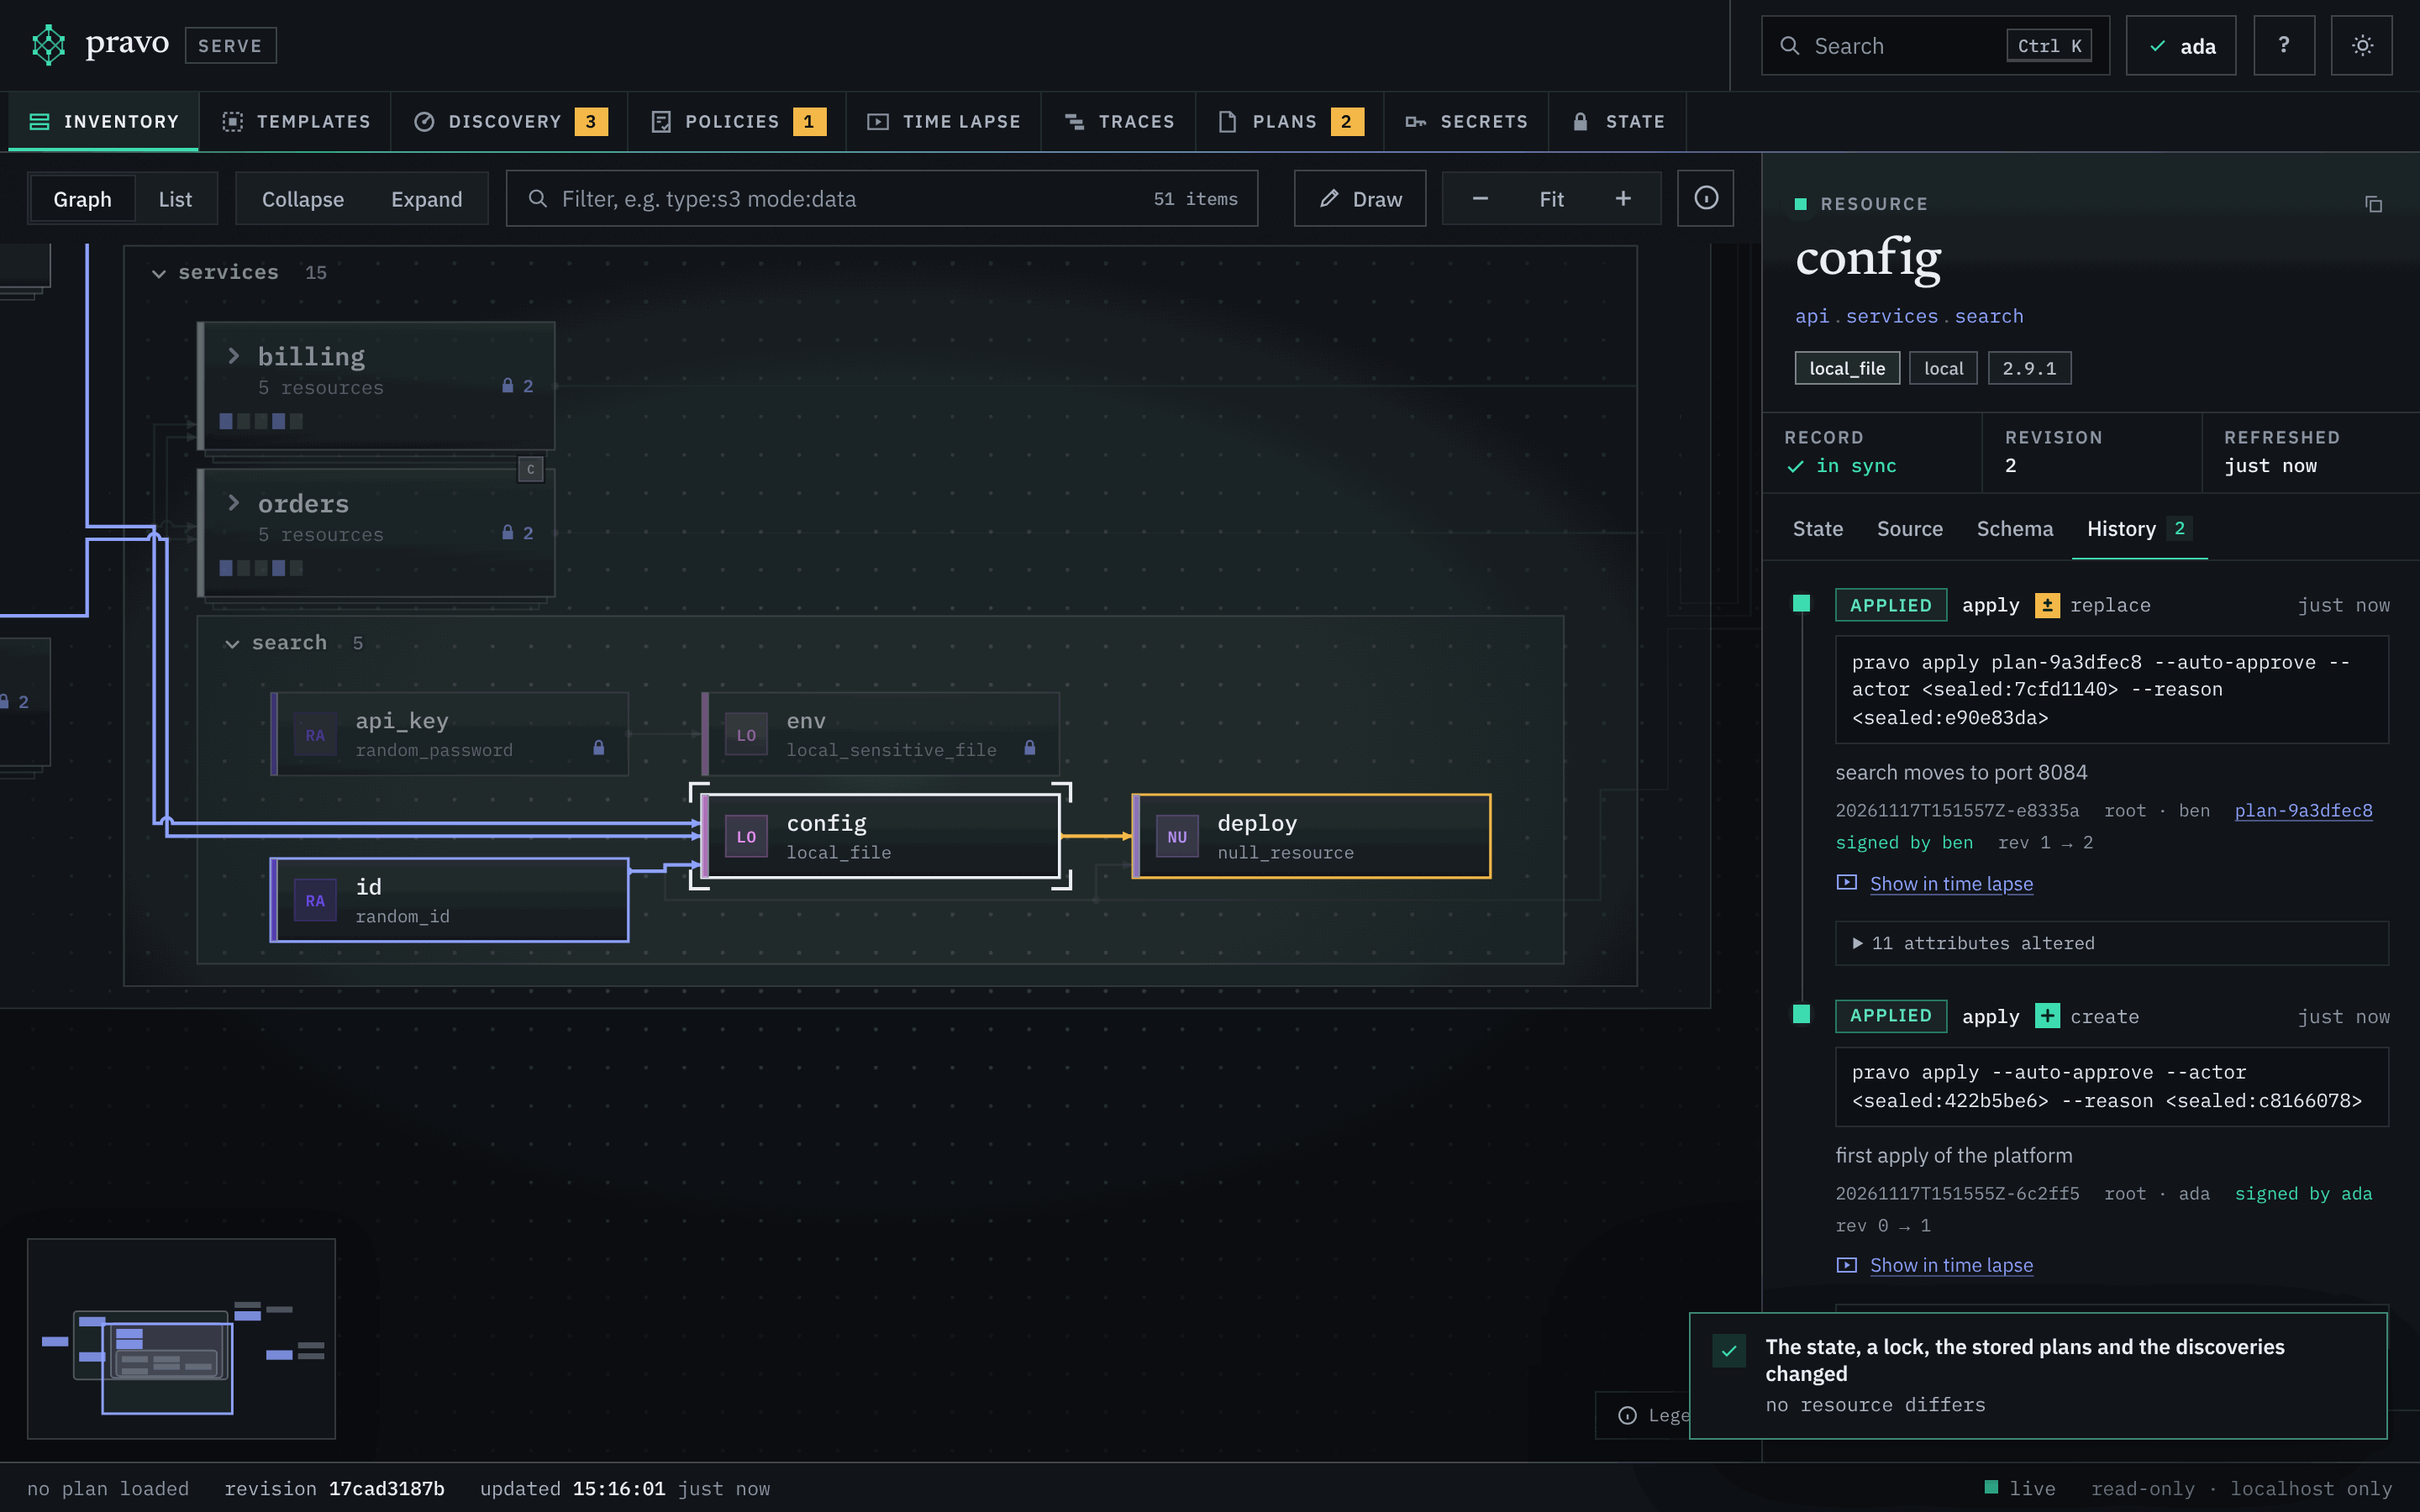 pravo SERVE
Search Ctrl K
ada
?
INVENTORY
TEMPLATES
DISCOVERY 3
POLICIES 1
TIME LAPSE
TRACES
PLANS 2
SECRETS
STATE
Graph List
Collapse Expand
Filter, e.g. type:s3 mode:data 51 items
Draw
− Fit +
services 15
billing
5 resources 2
C
orders
5 resources 2
2
search 5
RA api_key
random_password
LO env
local_sensitive_file
LO config
local_file
NU deploy
null_resource
RA id
random_id
Lege
RESOURCE
config
api.services.search
local_file local 2.9.1
RECORD
in sync
REVISION
2
REFRESHED
just now
State Source Schema History 2
APPLIED apply ± replace just now
pravo apply plan-9a3dfec8 --auto-approve --
actor <sealed:7cfd1140> --reason
<sealed:e90e83da>
search moves to port 8084
20261117T151557Z-e8335a root · ben plan-9a3dfec8
signed by ben rev 1 → 2
Show in time lapse
11 attributes altered
APPLIED apply + create just now
pravo apply --auto-approve --actor
<sealed:422b5be6> --reason <sealed:c8166078>
first apply of the platform
20261117T151555Z-6c2ff5 root · ada signed by ada
rev 0 → 1
Show in time lapse
The state, a lock, the stored plans and the discoveries
changed
no resource differs
no plan loaded revision 17cad3187b updated 15:16:01 just now
live read-only · localhost only